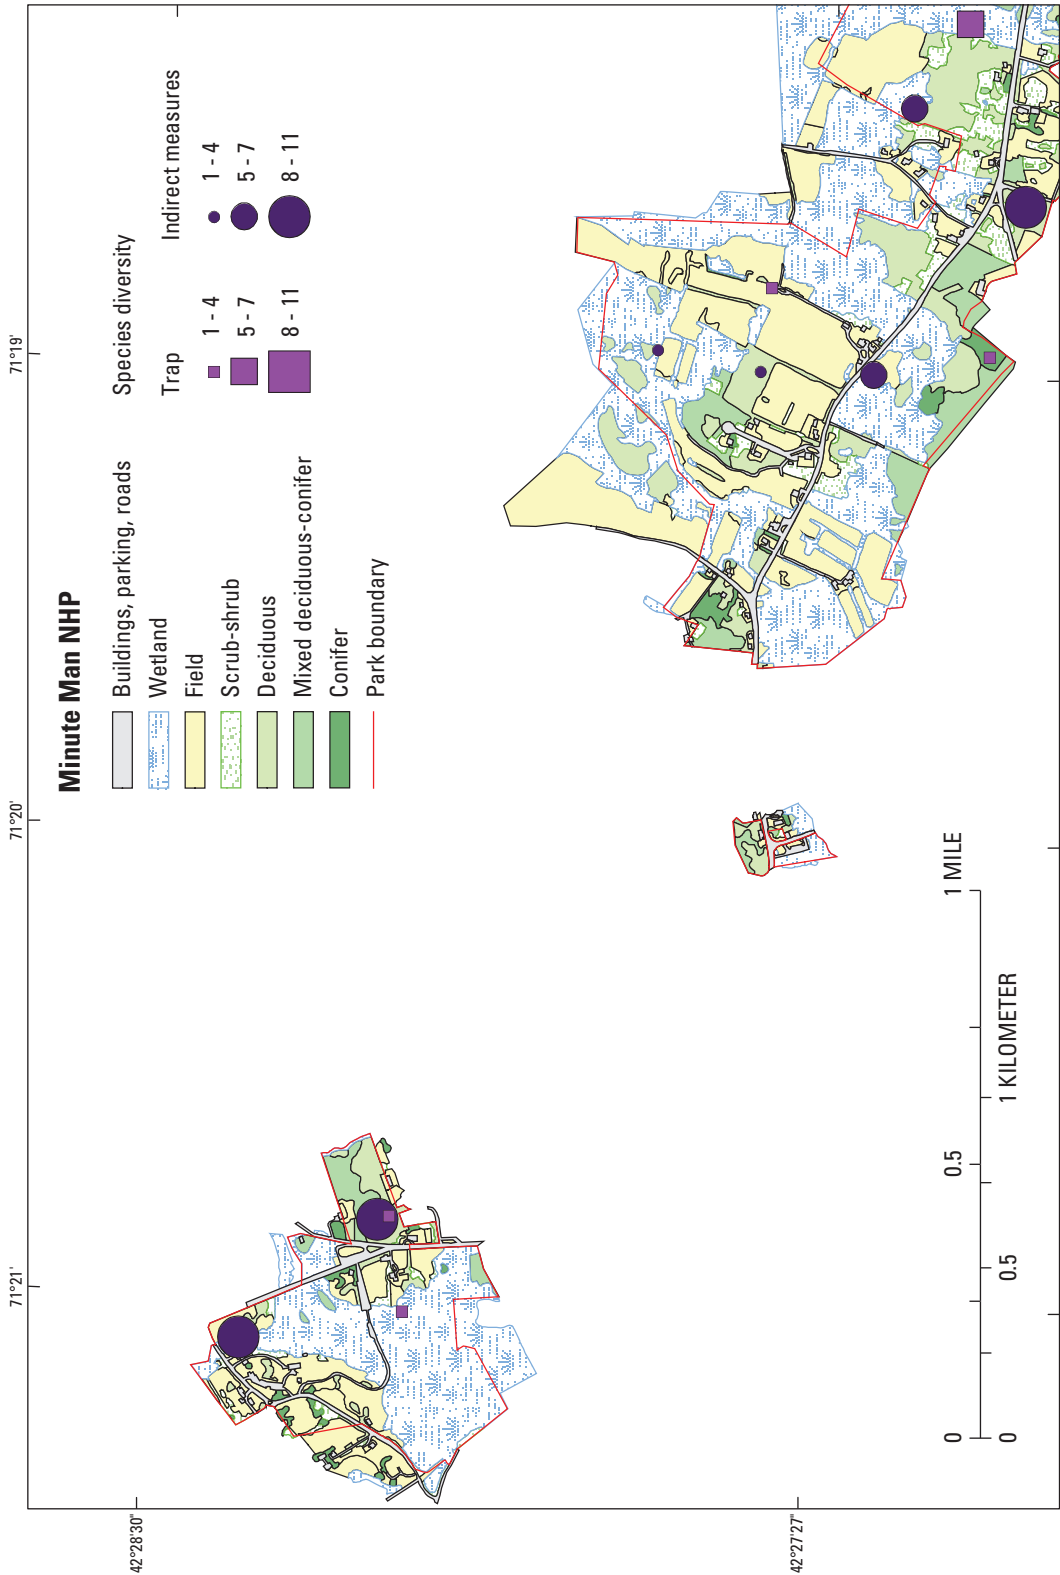 71°21'
71°20'
71°19'
42°28'30"
42°27'27"
Minute Man NHP
Buildings, parking, roads
Wetland
Field
Scrub-shrub
Deciduous
Mixed deciduous-conifer
Conifer
Park boundary
Species diversity
Trap
1 - 4
5 - 7
8 - 11
Indirect measures
1 - 4
5 - 7
8 - 11
0 0.5 1 MILE
0 0.5 1 KILOMETER